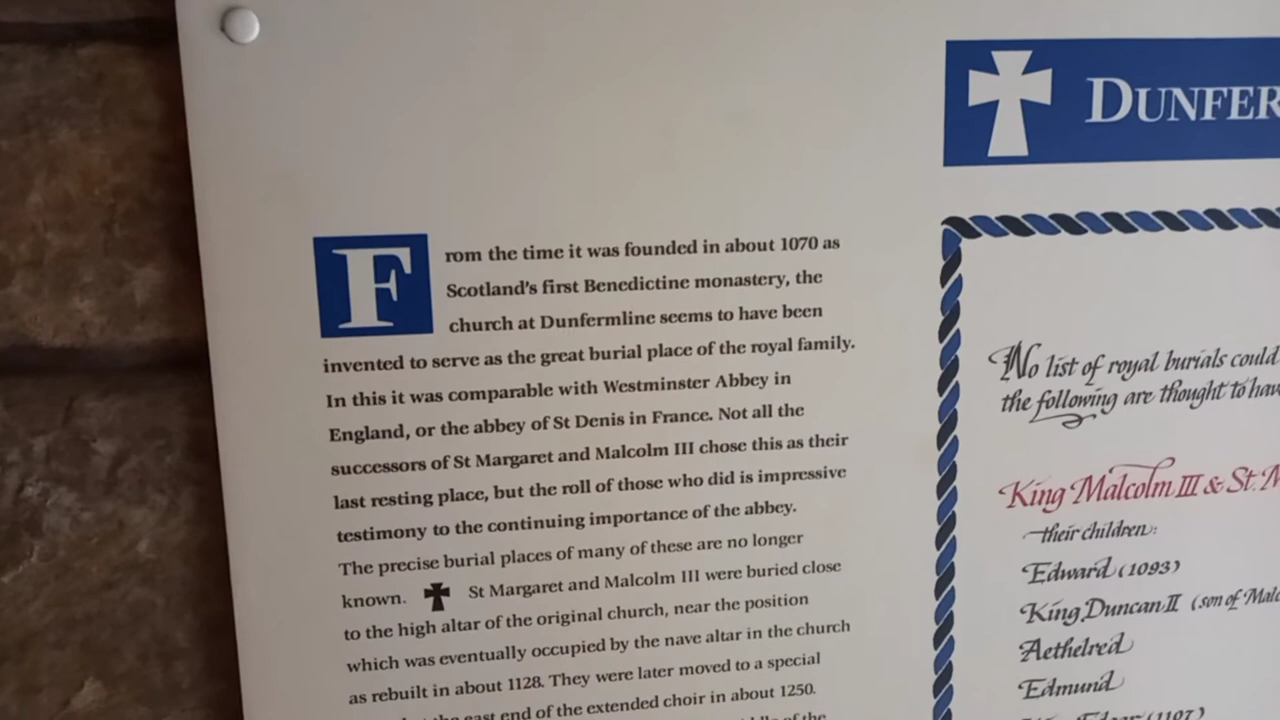 From the time it was founded in about 1070 as
Scotland's first Benedictine monastery, the
church at Dunfermline seems to have been
invented to serve as the great burial place of the royal family.
In this it was comparable with Westminster Abbey in
England, or the abbey of St Denis in France. Not all the
successors of St Margaret and Malcolm III chose this as their
last resting place, but the roll of those who did is impressive
testimony to the continuing importance of the abbey.
The precise burial places of many of these are no longer
known. ✝ St Margaret and Malcolm III were buried close
to the high altar of the original church, near the position
which was eventually occupied by the nave altar in the church
as rebuilt in about 1128. They were later moved to a special
east end of the extended choir in about 1250.
of the
DUNFER
No list of royal burials could
the following are thought to hav
King Malcolm III & St. M
their children:
Edward (1093)
King Duncan II (son of Malc
Aethelred
Edmund
(1107)